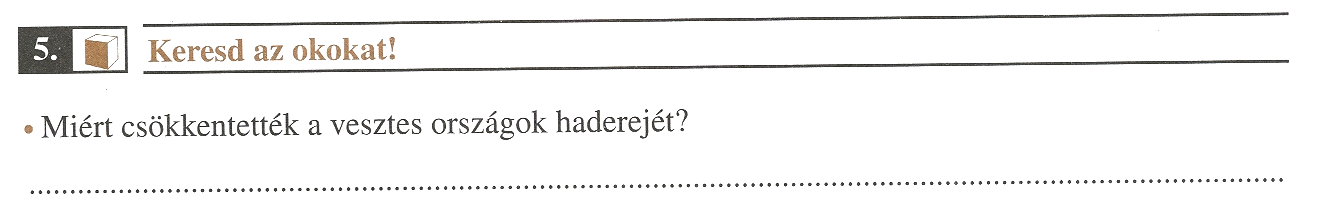 5. Keresd az okokat!
• Miért csökkentették a vesztes országok haderejét?